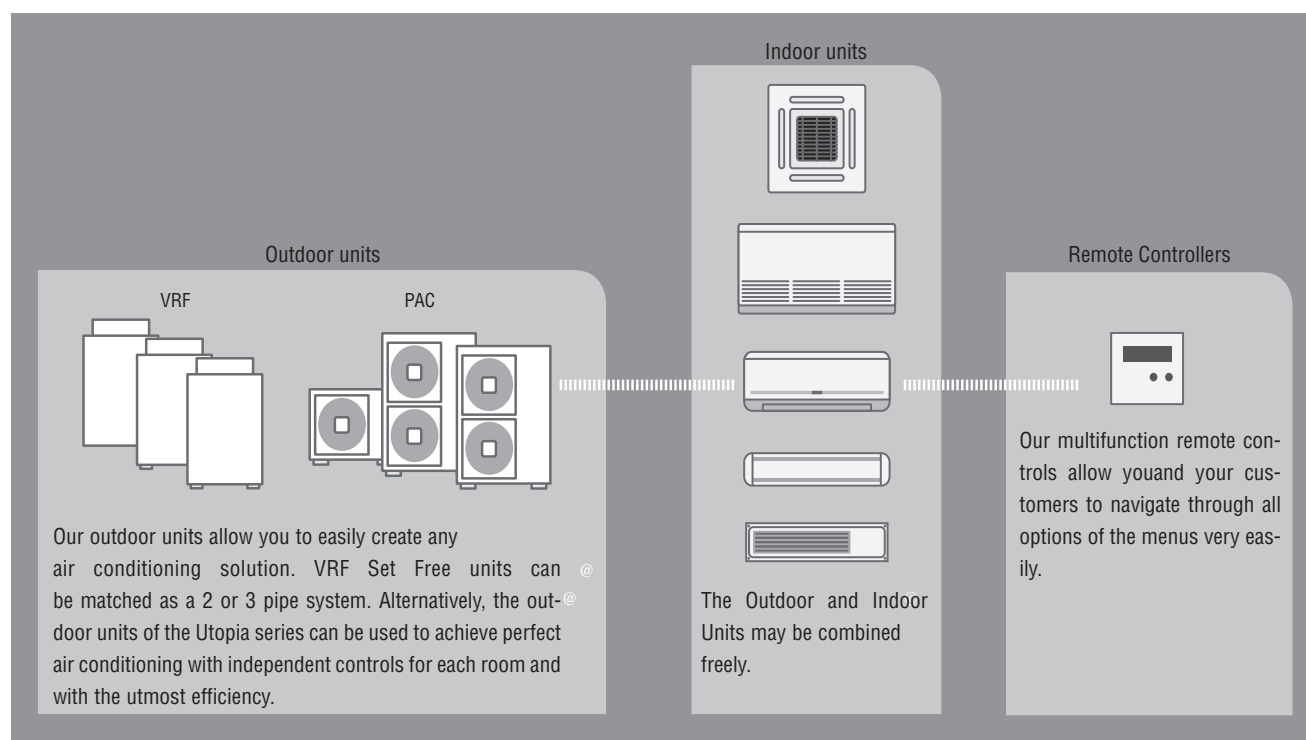 Indoor units
Outdoor units
Remote Controllers
VRF
PAC
Our outdoor units allow you to easily create any
air conditioning solution. VRF Set Free units can @
be matched as a 2 or 3 pipe system. Alternatively, the out-@
door units of the Utopia series can be used to achieve perfect
air conditioning with independent controls for each room and
with the utmost efficiency.
The Outdoor and Indoor
Units may be combined
freely.
Our multifunction remote con-
trols allow youand your cus-
tomers to navigate through all
options of the menus very eas-
ily.